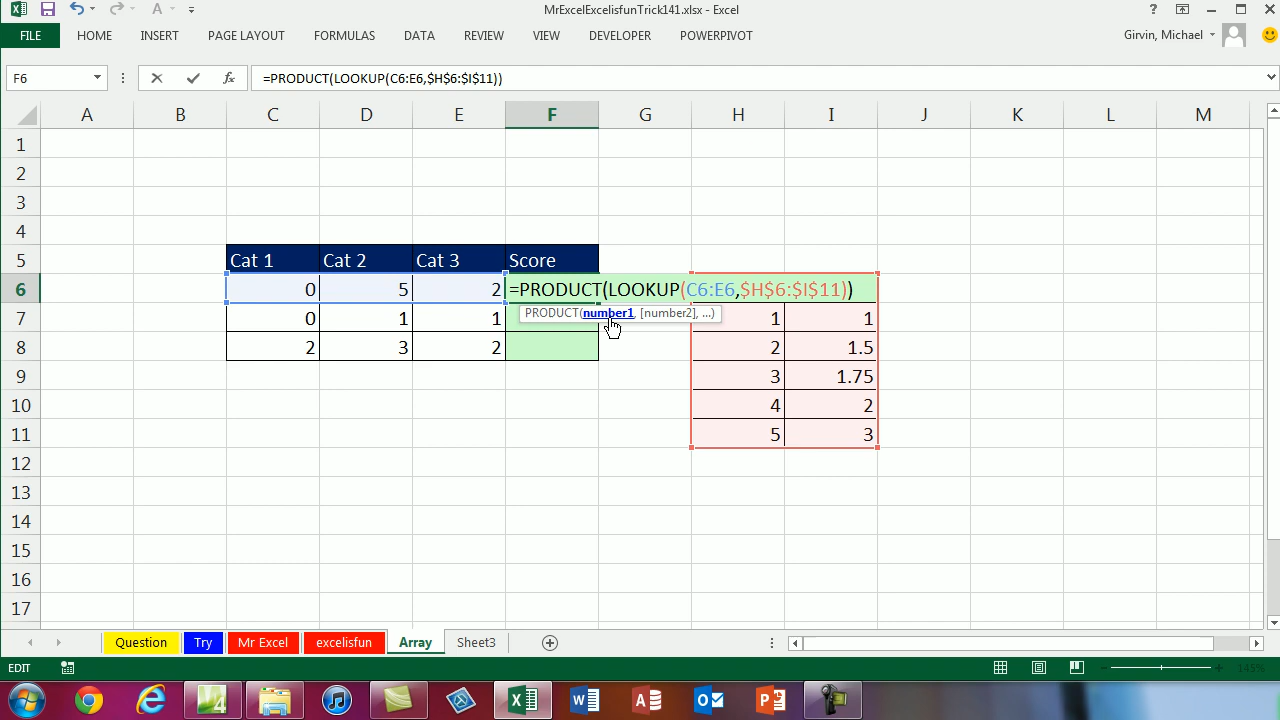 MrExcelExcelisfunTrick141.xlsx - Excel
FILE HOME INSERT PAGE LAYOUT FORMULAS DATA REVIEW VIEW DEVELOPER POWERPIVOT Girvin, Michael
F6 fx =PRODUCT(LOOKUP(C6:E6,$H$6:$I$11))
A B C D E F G H I J K L M
1
2
3
4
5 Cat 1 Cat 2 Cat 3 Score
6 0 5 2 =PRODUCT(LOOKUP(C6:E6,$H$6:$I$11))
PRODUCT(number1, [number2], ...)
7 0 1 1 1 1
8 2 3 2 2 1.5
9 3 1.75
10 4 2
11 5 3
12
13
14
15
16
17
Question Try Mr Excel excelisfun Array Sheet3
EDIT 145%